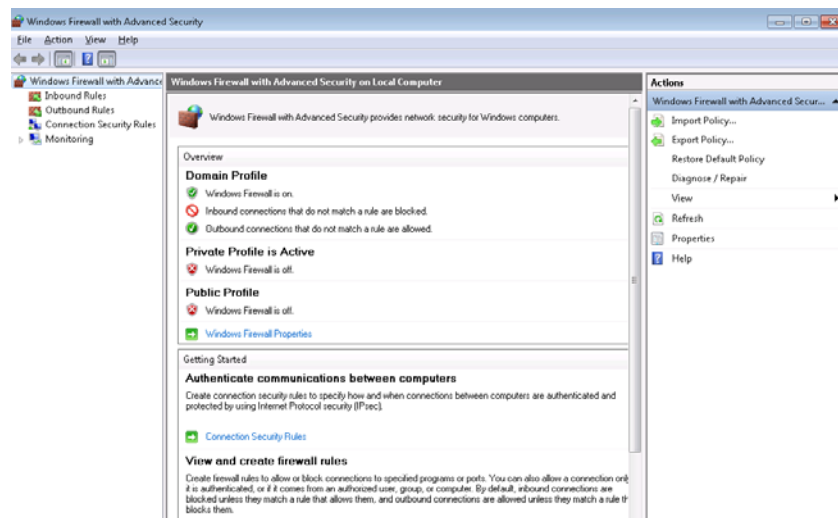 Windows Firewall with Advanced Security
File Action View Help
Windows Firewall with Advance
Inbound Rules
Outbound Rules
Connection Security Rules
Monitoring
Windows Firewall with Advanced Security on Local Computer
Windows Firewall with Advanced Security provides network security for Windows computers.
Overview
Domain Profile
Windows Firewall is on.
Inbound connections that do not match a rule are blocked.
Outbound connections that do not match a rule are allowed.
Private Profile is Active
Windows Firewall is off.
Public Profile
Windows Firewall is off.
Windows Firewall Properties
Getting Started
Authenticate communications between computers
Create connection security rules to specify how and when connections between computers are authenticated and
protected by using Internet Protocol security (IPsec).
Connection Security Rules
View and create firewall rules
Create firewall rules to allow or block connections to specified programs or ports. You can also allow a connection only
it is authenticated, or if it comes from an authorized user, group, or computer. By default, inbound connections are
blocked unless they match a rule that allows them, and outbound connections are allowed unless they match a rule th
blocks them.
Actions
Windows Firewall with Advanced Secur...
Import Policy...
Export Policy...
Restore Default Policy
Diagnose / Repair
View
Refresh
Properties
Help